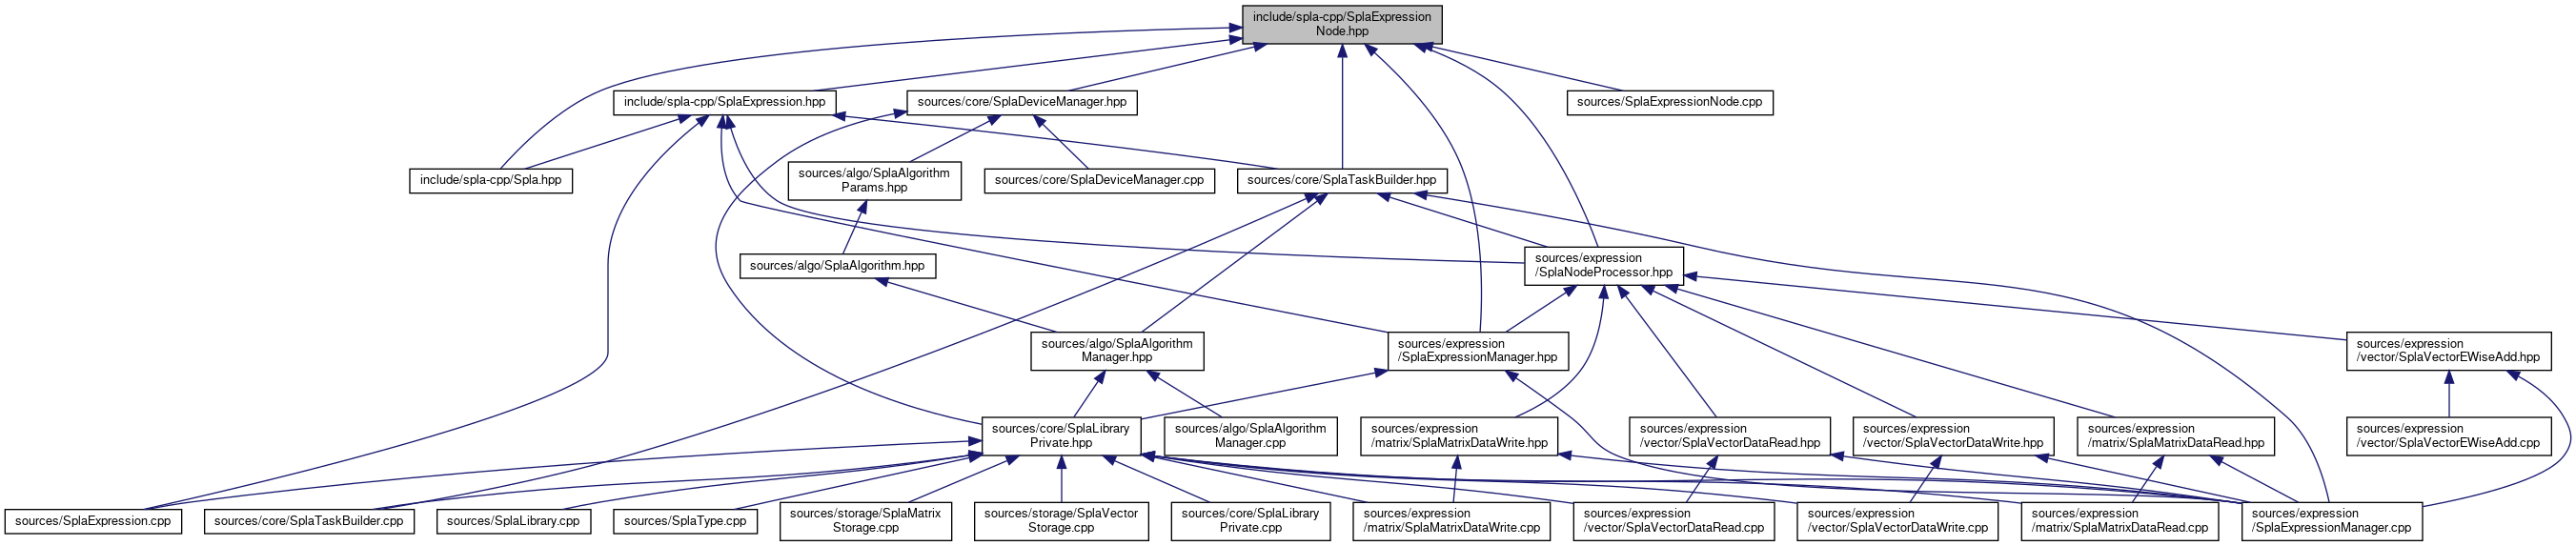 include/spla-cpp/SplaExpression
Node.hpp
include/spla-cpp/SplaExpression.hpp
sources/core/SplaDeviceManager.hpp
sources/SplaExpressionNode.cpp
include/spla-cpp/Spla.hpp
sources/algo/SplaAlgorithm
Params.hpp
sources/core/SplaDeviceManager.cpp
sources/core/SplaTaskBuilder.hpp
sources/algo/SplaAlgorithm.hpp
sources/expression
/SplaNodeProcessor.hpp
sources/algo/SplaAlgorithm
Manager.hpp
sources/expression
/SplaExpressionManager.hpp
sources/expression
/vector/SplaVectorEWiseAdd.hpp
sources/core/SplaLibrary
Private.hpp
sources/algo/SplaAlgorithm
Manager.cpp
sources/expression
/matrix/SplaMatrixDataWrite.hpp
sources/expression
/vector/SplaVectorDataRead.hpp
sources/expression
/vector/SplaVectorDataWrite.hpp
sources/expression
/matrix/SplaMatrixDataRead.hpp
sources/expression
/vector/SplaVectorEWiseAdd.cpp
sources/SplaExpression.cpp
sources/core/SplaTaskBuilder.cpp
sources/SplaLibrary.cpp
sources/SplaType.cpp
sources/storage/SplaMatrix
Storage.cpp
sources/storage/SplaVector
Storage.cpp
sources/core/SplaLibrary
Private.cpp
sources/expression
/matrix/SplaMatrixDataWrite.cpp
sources/expression
/vector/SplaVectorDataRead.cpp
sources/expression
/vector/SplaVectorDataWrite.cpp
sources/expression
/matrix/SplaMatrixDataRead.cpp
sources/expression
/SplaExpressionManager.cpp